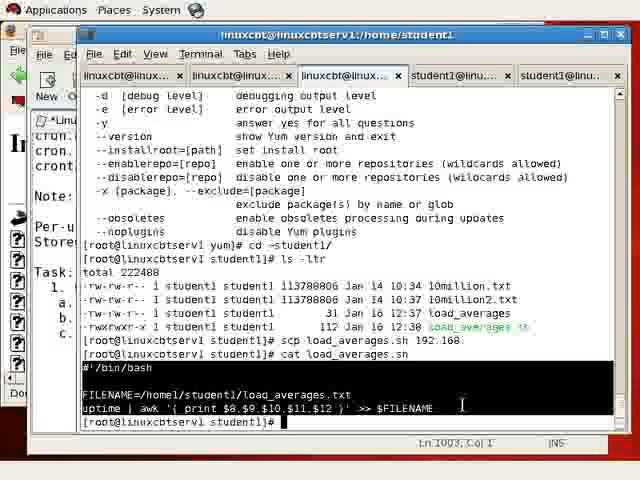 Applications Places System
linuxcbt@linuxcbtserv1:/home/student1
File Edit View Terminal Tabs Help
linuxcbt@linux... linuxcbt@linux.... linuxcbt@linux... student1@linu... student1@linu...
-d [debug level] debugging output level
-e [error level] error output level
-y answer yes for all questions
--version show Yum version and exit
--installroot=[path] set install root
--enablerepo=[repo] enable one or more repositories (wildcards allowed)
--disablerepo=[repo] disable one or more repositories (wildcards allowed)
-x [package], --exclude=[package]
exclude package(s) by name or glob
--obsoletes enable obsoletes processing during updates
--noplugins disable Yum plugins
[root@linuxcbtserv1 yum]# cd ~student1/
[root@linuxcbtserv1 student1]# ls -ltr
total 222488
-rw-rw-r-- 1 student1 student1 113788806 Jan 14 10:34 10million.txt
-rw-rw-r-- 1 student1 student1 113788806 Jan 14 10:37 10million2.txt
-rw-rw-r-- 1 student1 student1 31 Jan 16 12:37 load_averages
-rwxrwxr-x 1 student1 student1 112 Jan 16 12:38 load_averages.sh
[root@linuxcbtserv1 student1]# scp load_averages.sh 192.168.
[root@linuxcbtserv1 student1]# cat load_averages.sh
#!/bin/bash
FILENAME=/home1/student1/load_averages.txt
uptime | awk '{ print $8,$9,$10,$11,$12 }' >> $FILENAME
[root@linuxcbtserv1 student1]#
File
New
cron.
cron.
cront
Note:
Per-u
Store
Task:
1.
a.
b.
c.
Ln 1003, Col 1 INS